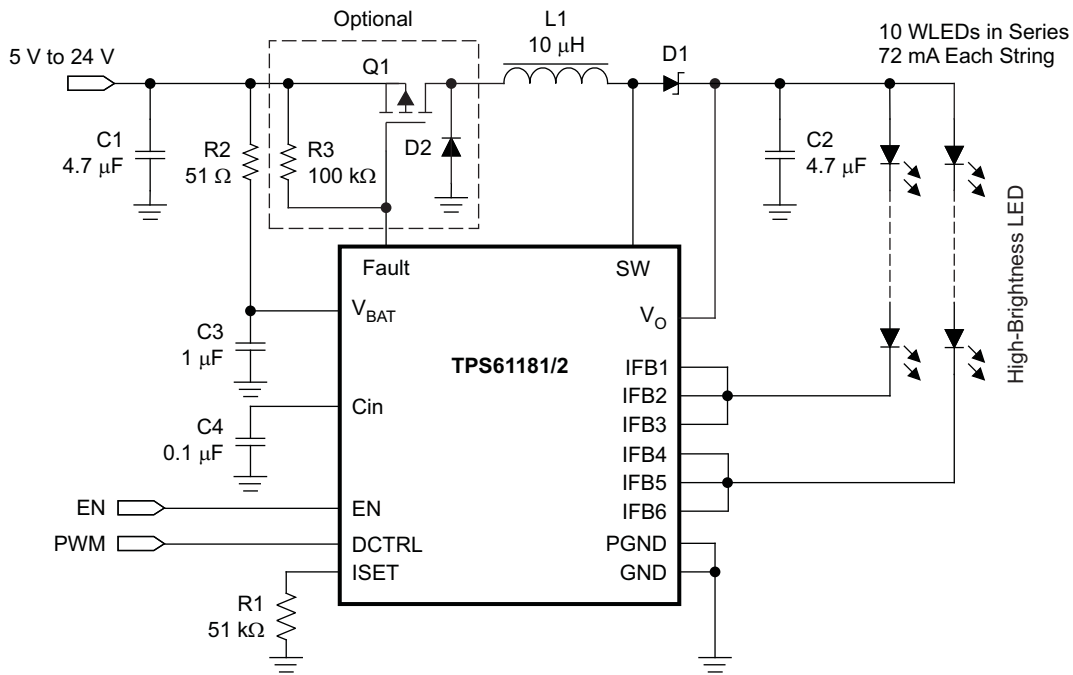 Optional
L1
10 μH
10 WLEDs in Series
72 mA Each String
5 V to 24 V
Q1
D1
C1
4.7 μF
R2
51 Ω
R3
100 kΩ
D2
C2
4.7 μF
High-Brightness LED
Fault
SW
VBAT
VO
C3
1 μF
TPS61181/2
IFB1
IFB2
IFB3
Cin
C4
0.1 μF
IFB4
IFB5
IFB6
EN
EN
PWM
DCTRL
PGND
ISET
GND
R1
51 kΩ